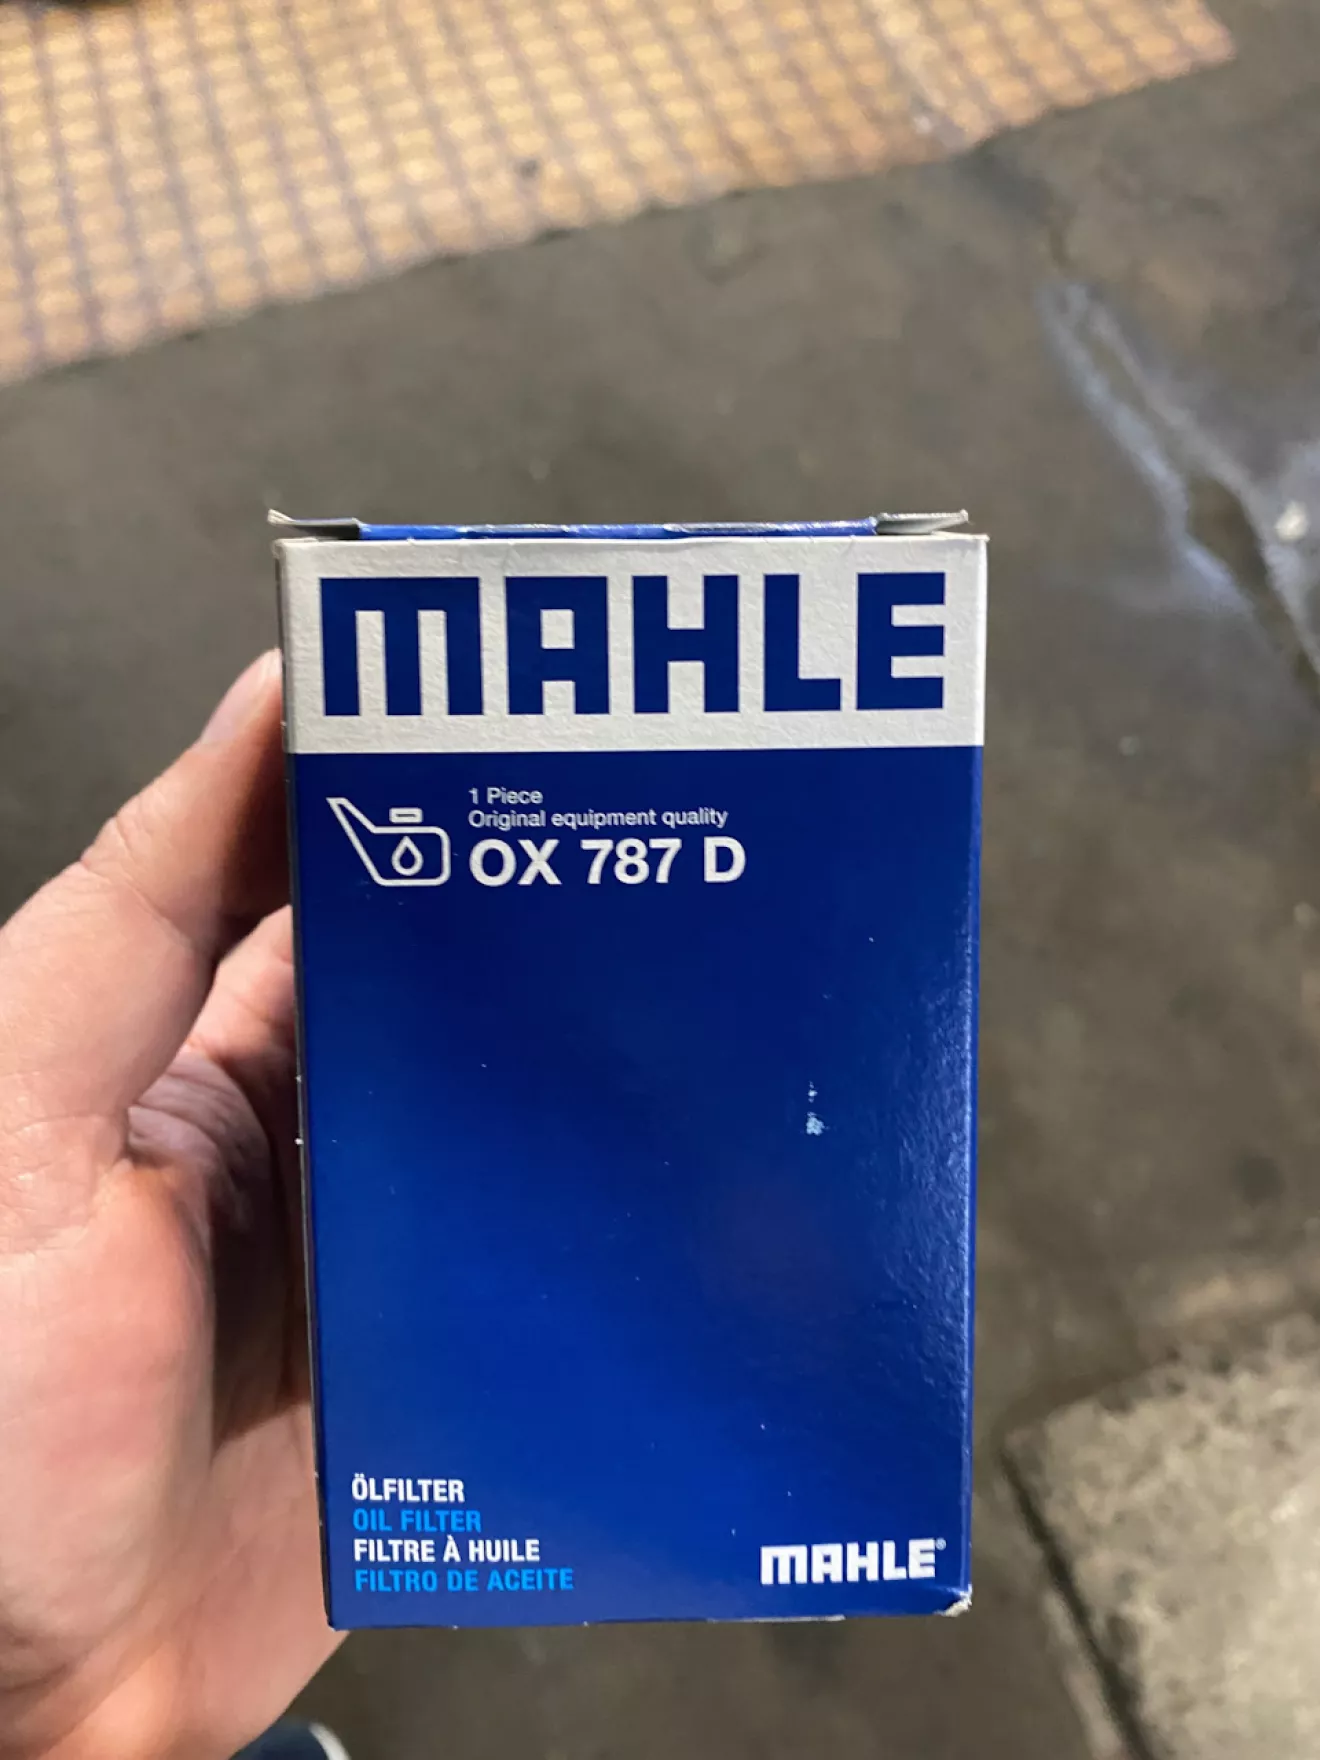 MAHLE
1 Piece
Original equipment quality
OX 787 D
ÖLFILTER
OIL FILTER
FILTRE À HUILE
FILTRO DE ACEITE
MAHLE®